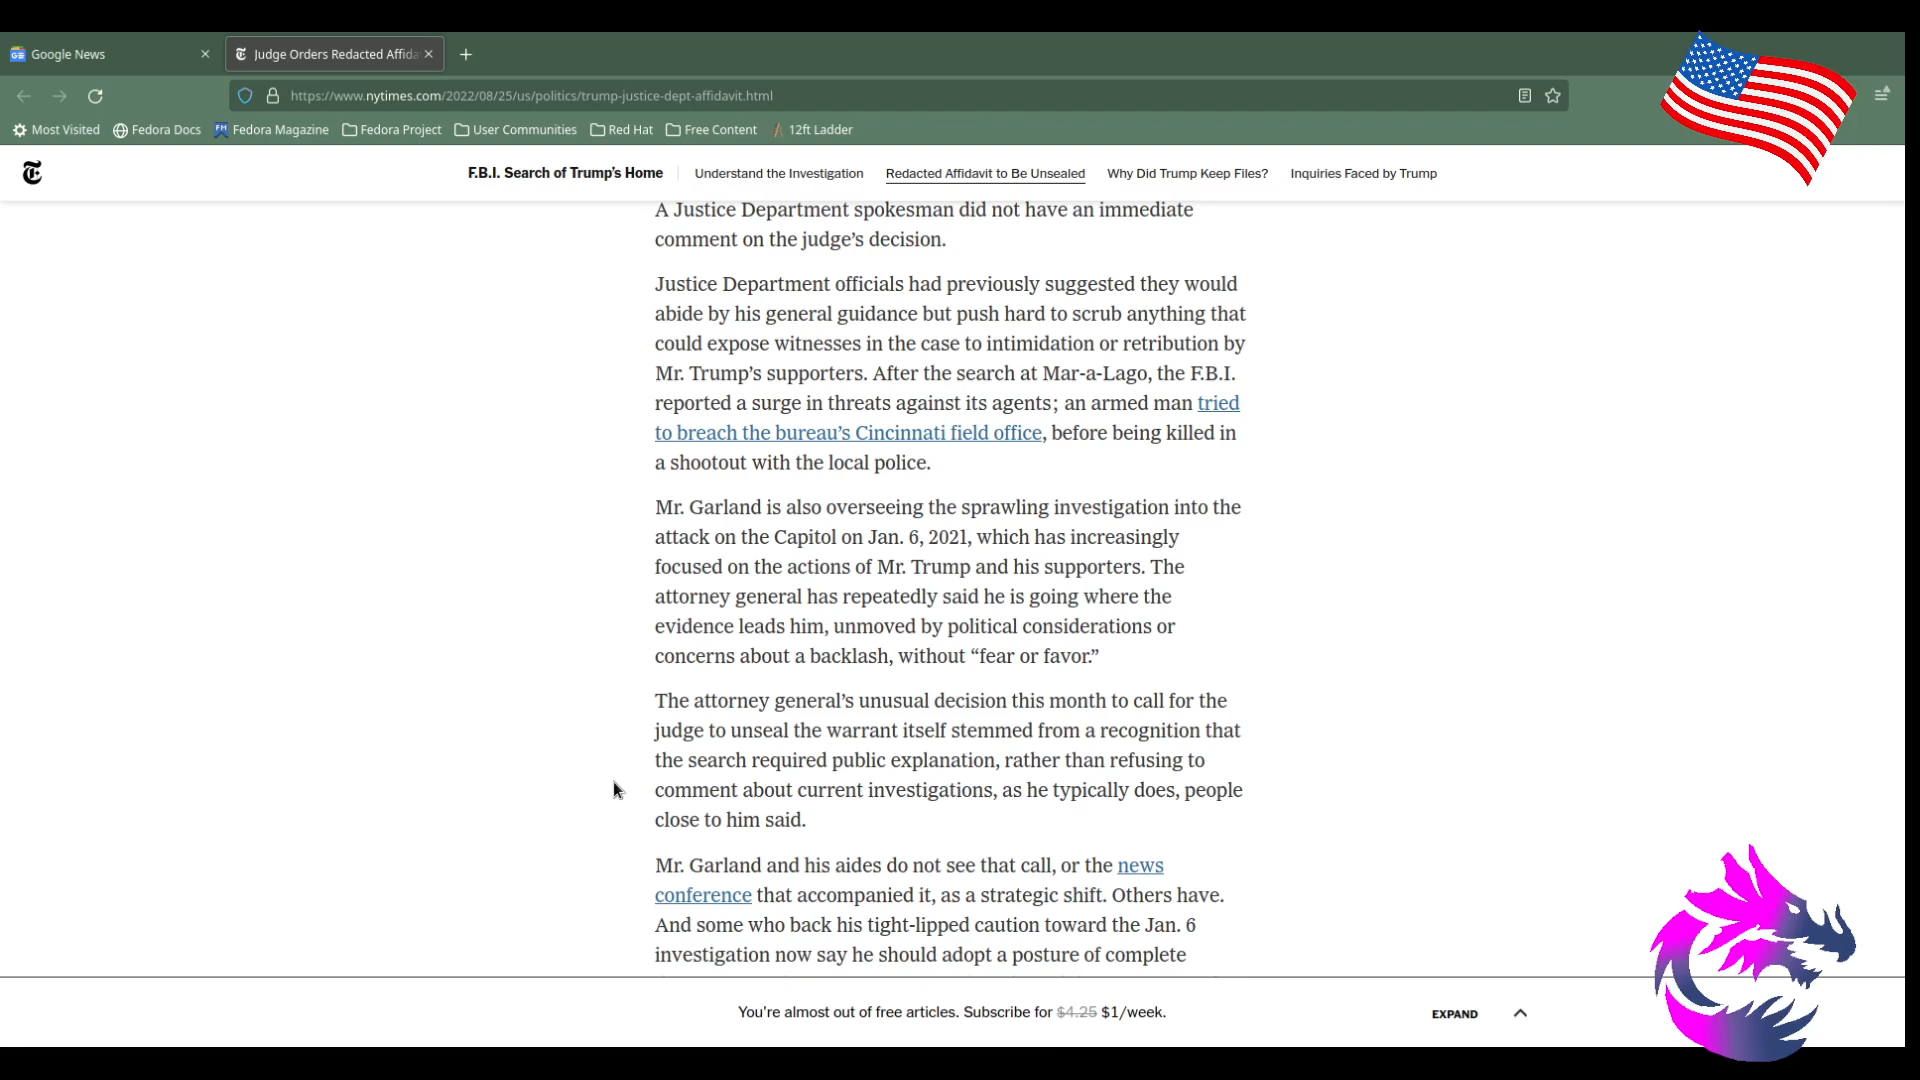 Google News
Judge Orders Redacted Affida
https://www.nytimes.com/2022/08/25/us/politics/trump-justice-dept-affidavit.html
Most Visited Fedora Docs Fedora Magazine Fedora Project User Communities Red Hat Free Content 12ft Ladder
F.B.I. Search of Trump’s Home Understand the Investigation Redacted Affidavit to Be Unsealed Why Did Trump Keep Files? Inquiries Faced by Trump
A Justice Department spokesman did not have an immediate
comment on the judge’s decision.
Justice Department officials had previously suggested they would
abide by his general guidance but push hard to scrub anything that
could expose witnesses in the case to intimidation or retribution by
Mr. Trump’s supporters. After the search at Mar-a-Lago, the F.B.I.
reported a surge in threats against its agents; an armed man tried
to breach the bureau’s Cincinnati field office, before being killed in
a shootout with the local police.
Mr. Garland is also overseeing the sprawling investigation into the
attack on the Capitol on Jan. 6, 2021, which has increasingly
focused on the actions of Mr. Trump and his supporters. The
attorney general has repeatedly said he is going where the
evidence leads him, unmoved by political considerations or
concerns about a backlash, without “fear or favor.”
The attorney general’s unusual decision this month to call for the
judge to unseal the warrant itself stemmed from a recognition that
the search required public explanation, rather than refusing to
comment about current investigations, as he typically does, people
close to him said.
Mr. Garland and his aides do not see that call, or the news
conference that accompanied it, as a strategic shift. Others have.
And some who back his tight-lipped caution toward the Jan. 6
investigation now say he should adopt a posture of complete
You’re almost out of free articles. Subscribe for $4.25 $1/week.
EXPAND